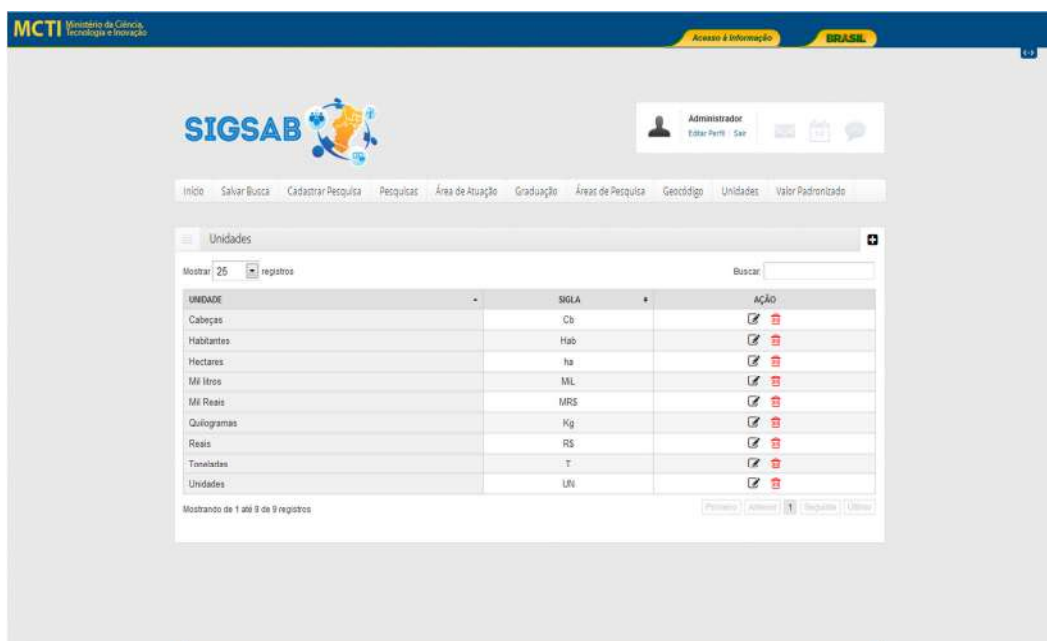 MCTI Ministério da Ciência, Tecnologia e Inovação
Acesso à Informação BRASIL
SIGSAB
Administrador
Editar Perfil Sair
Início Salvar Busca Cadastrar Pesquisa Pesquisas Área de Atuação Graduação Áreas de Pesquisa Geocódigo Unidades Valor Padronizado
Unidades
Mostrar 25 registros Buscar:
UNIDADE SIGLA AÇÃO
Cabeças Cb
Habitantes Hab
Hectares ha
Mil litros MiL
Mil Reais MR$
Quilogramas Kg
Reais R$
Toneladas T
Unidades UN
Mostrando de 1 até 9 de 9 registros Primeiro Anterior 1 Seguinte Último